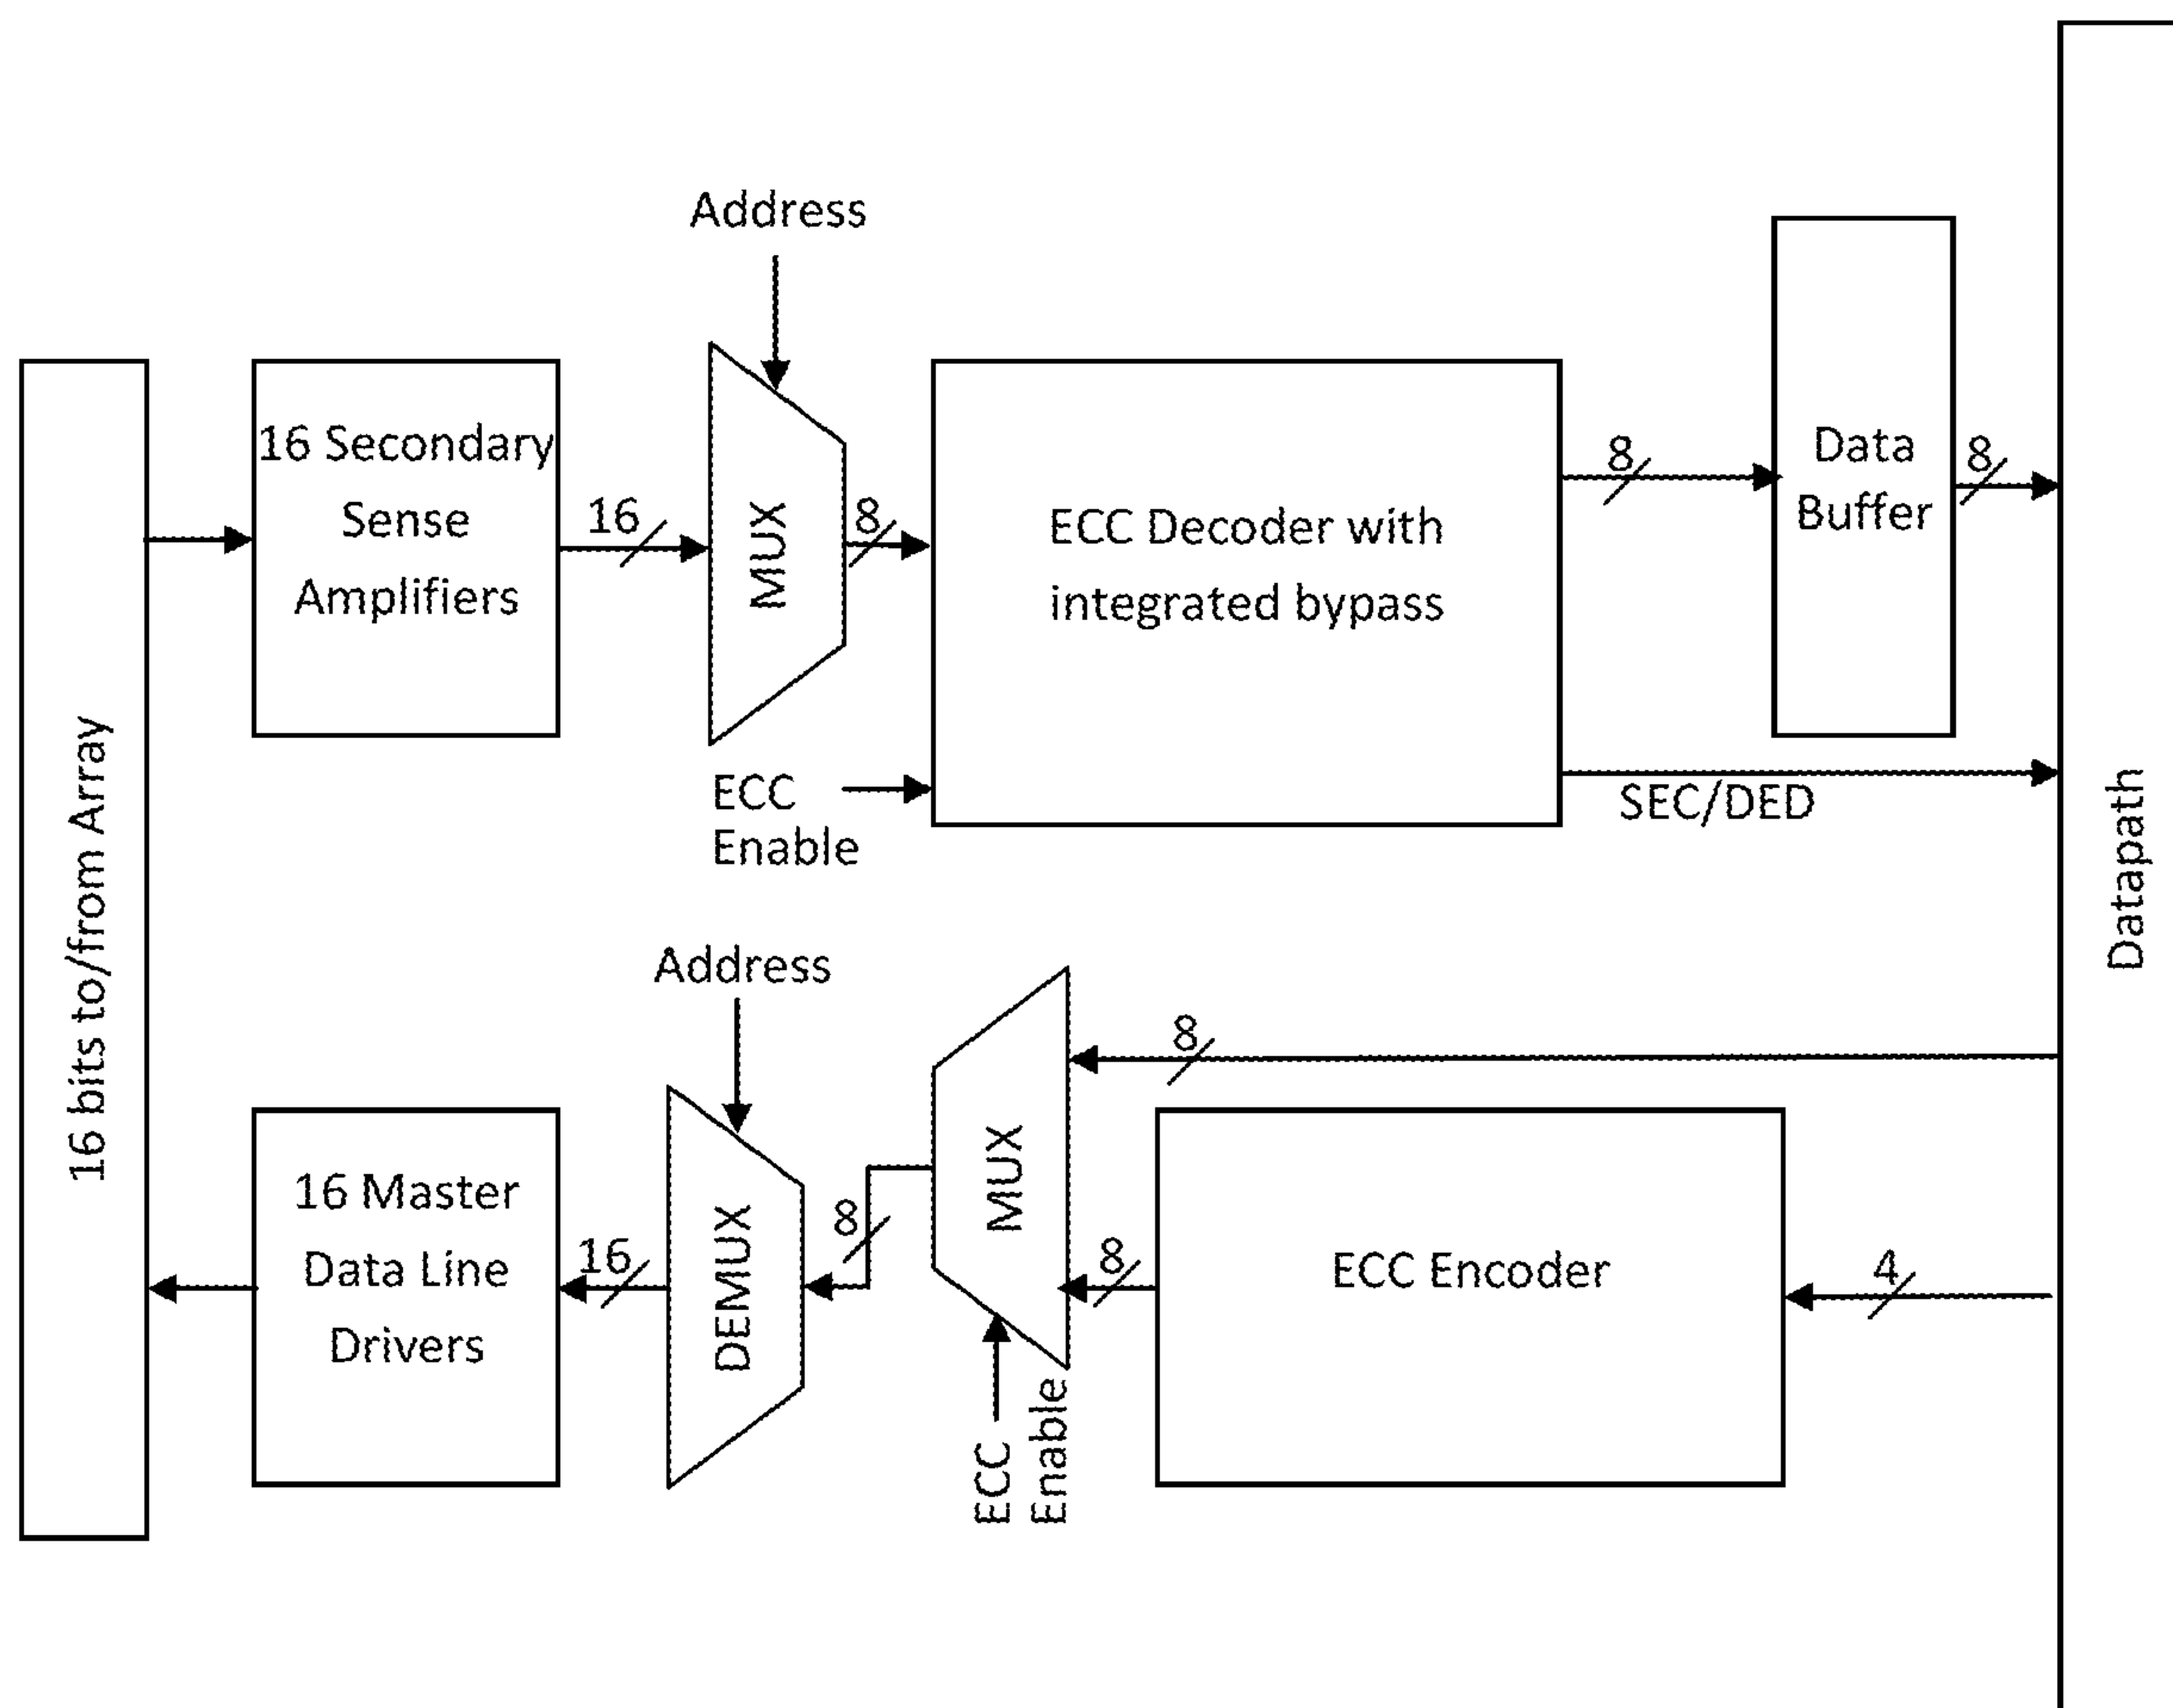 Address
16 Secondary
Sense
Amplifiers
16
MUX
8
ECC Decoder with
integrated bypass
8
Data
Buffer
8
ECC
Enable
SEC/DED
16 bits to/from Array
Datapath
Address
8
16 Master
Data Line
Drivers
16
DEMUX
8
MUX
8
ECC Encoder
4
ECC
Enable